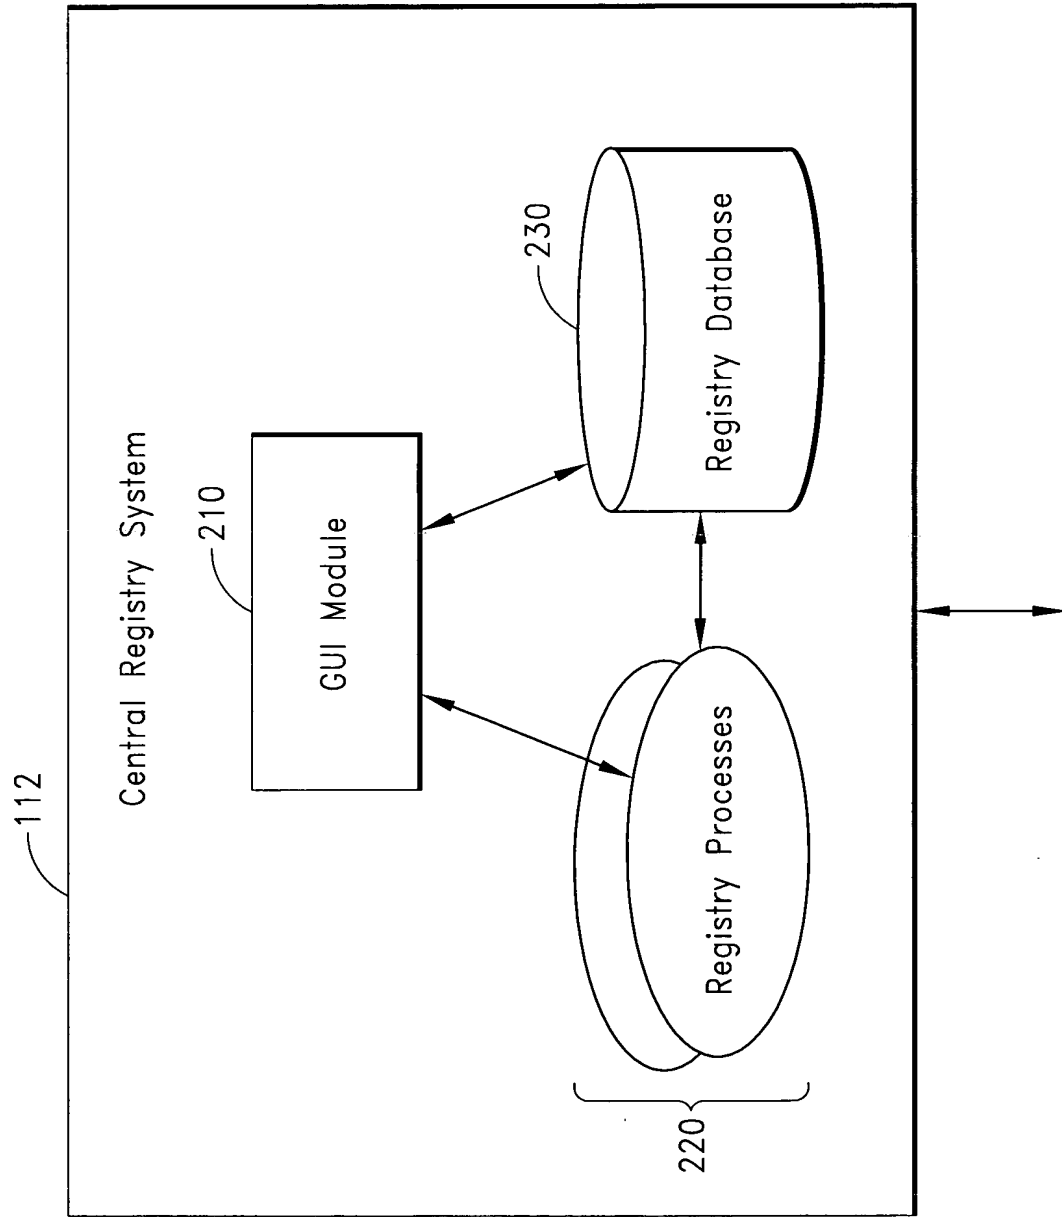 112
Central Registry System
210
GUI Module
230
Registry Database
Registry Processes
220